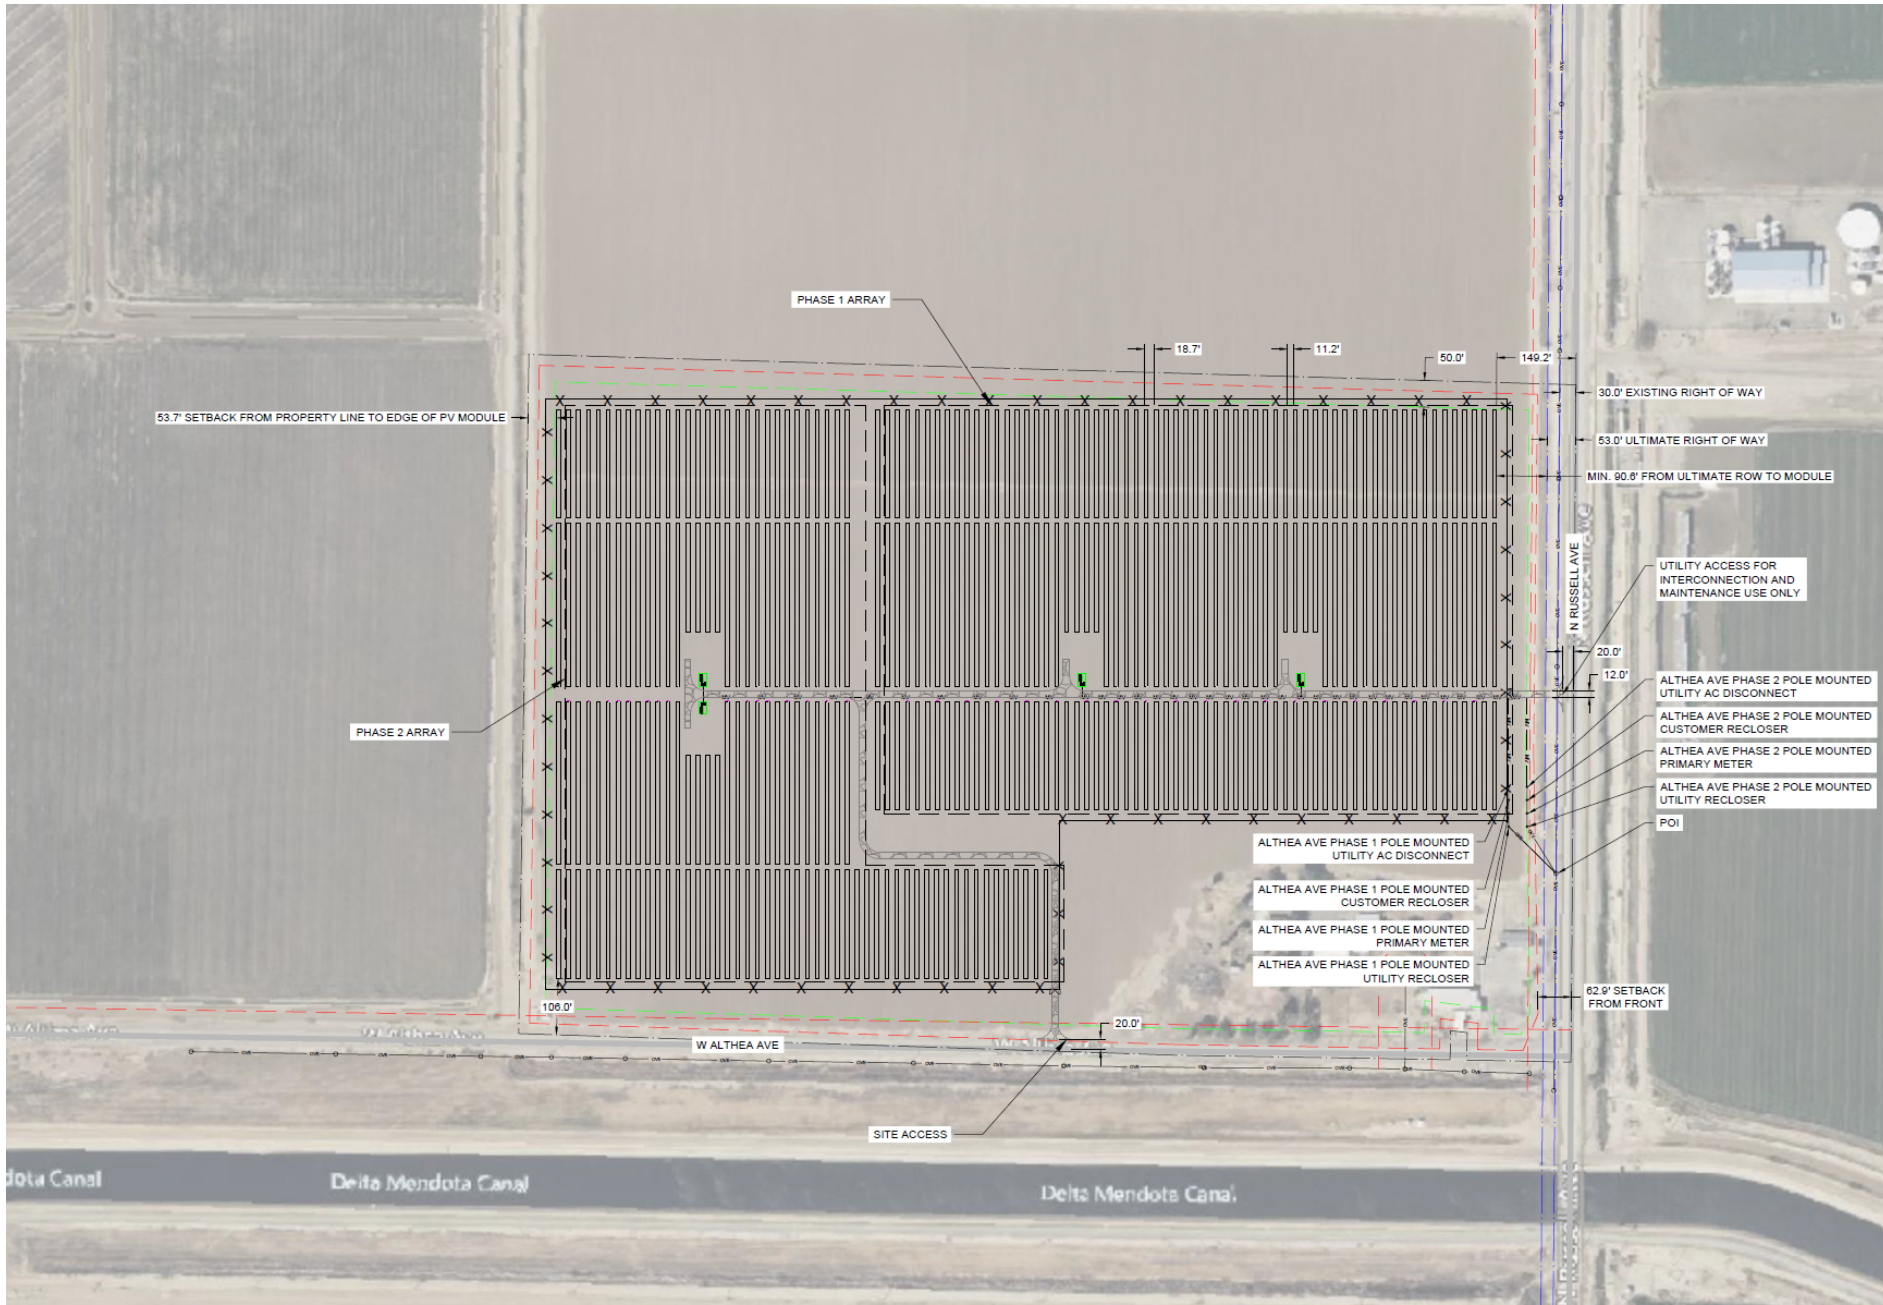 PHASE 1 ARRAY
18.7'
11.2'
50.0'
149.2'
30.0' EXISTING RIGHT OF WAY
53.7' SETBACK FROM PROPERTY LINE TO EDGE OF PV MODULE
53.0' ULTIMATE RIGHT OF WAY
MIN. 90.6' FROM ULTIMATE ROW TO MODULE
N RUSSELL AVE
UTILITY ACCESS FOR
INTERCONNECTION AND
MAINTENANCE USE ONLY
20.0'
12.0'
ALTHEA AVE PHASE 2 POLE MOUNTED
UTILITY AC DISCONNECT
ALTHEA AVE PHASE 2 POLE MOUNTED
CUSTOMER RECLOSER
PHASE 2 ARRAY
ALTHEA AVE PHASE 2 POLE MOUNTED
PRIMARY METER
ALTHEA AVE PHASE 2 POLE MOUNTED
UTILITY RECLOSER
POI
ALTHEA AVE PHASE 1 POLE MOUNTED
UTILITY AC DISCONNECT
ALTHEA AVE PHASE 1 POLE MOUNTED
CUSTOMER RECLOSER
ALTHEA AVE PHASE 1 POLE MOUNTED
PRIMARY METER
ALTHEA AVE PHASE 1 POLE MOUNTED
UTILITY RECLOSER
62.9' SETBACK
FROM FRONT
106.0'
20.0'
W Althea Ave
W ALTHEA AVE
SITE ACCESS
dota Canal
Delta Mendota Canal
Delta Mendota Canal